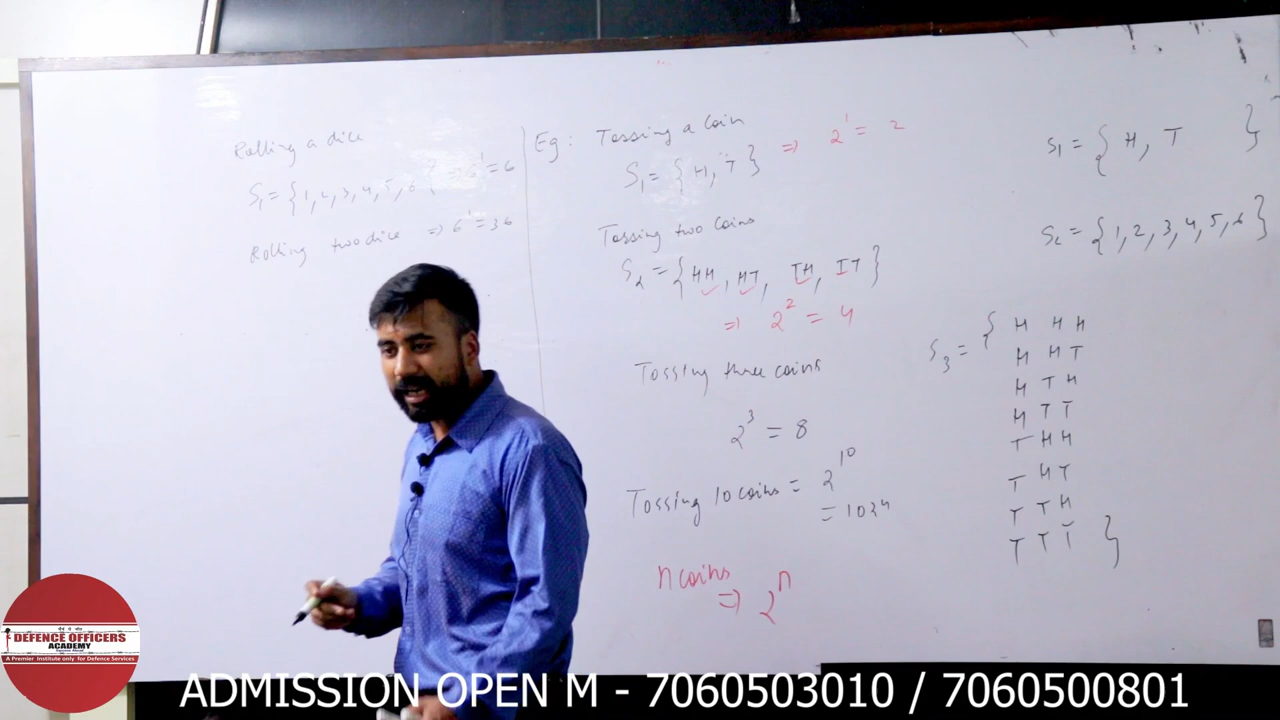 Rolling a dice
S₁ = {1, 2, 3, 4, 5, 6} ⇒ 6¹ = 6
Rolling two dice ⇒ 6² = 36
Eg: Tossing a coin
S₁ = {H, T} ⇒ 2¹ = 2
Tossing two coins
S₂ = {HH, HT, TH, TT}
⇒ 2² = 4
Tossing three coins
2³ = 8
Tossing 10 coins = 2¹⁰
= 1024
n coins
⇒ 2ⁿ
S₁ = {H, T}
S₂ = {1, 2, 3, 4, 5, 6}
S₃ = { H H H
H H T
H T H
H T T
T H H
T H T
T T H
T T T }
DEFENCE OFFICERS
ACADEMY
A Premier Institute only for Defence Services
ADMISSION OPEN M - 7060503010 / 7060500801